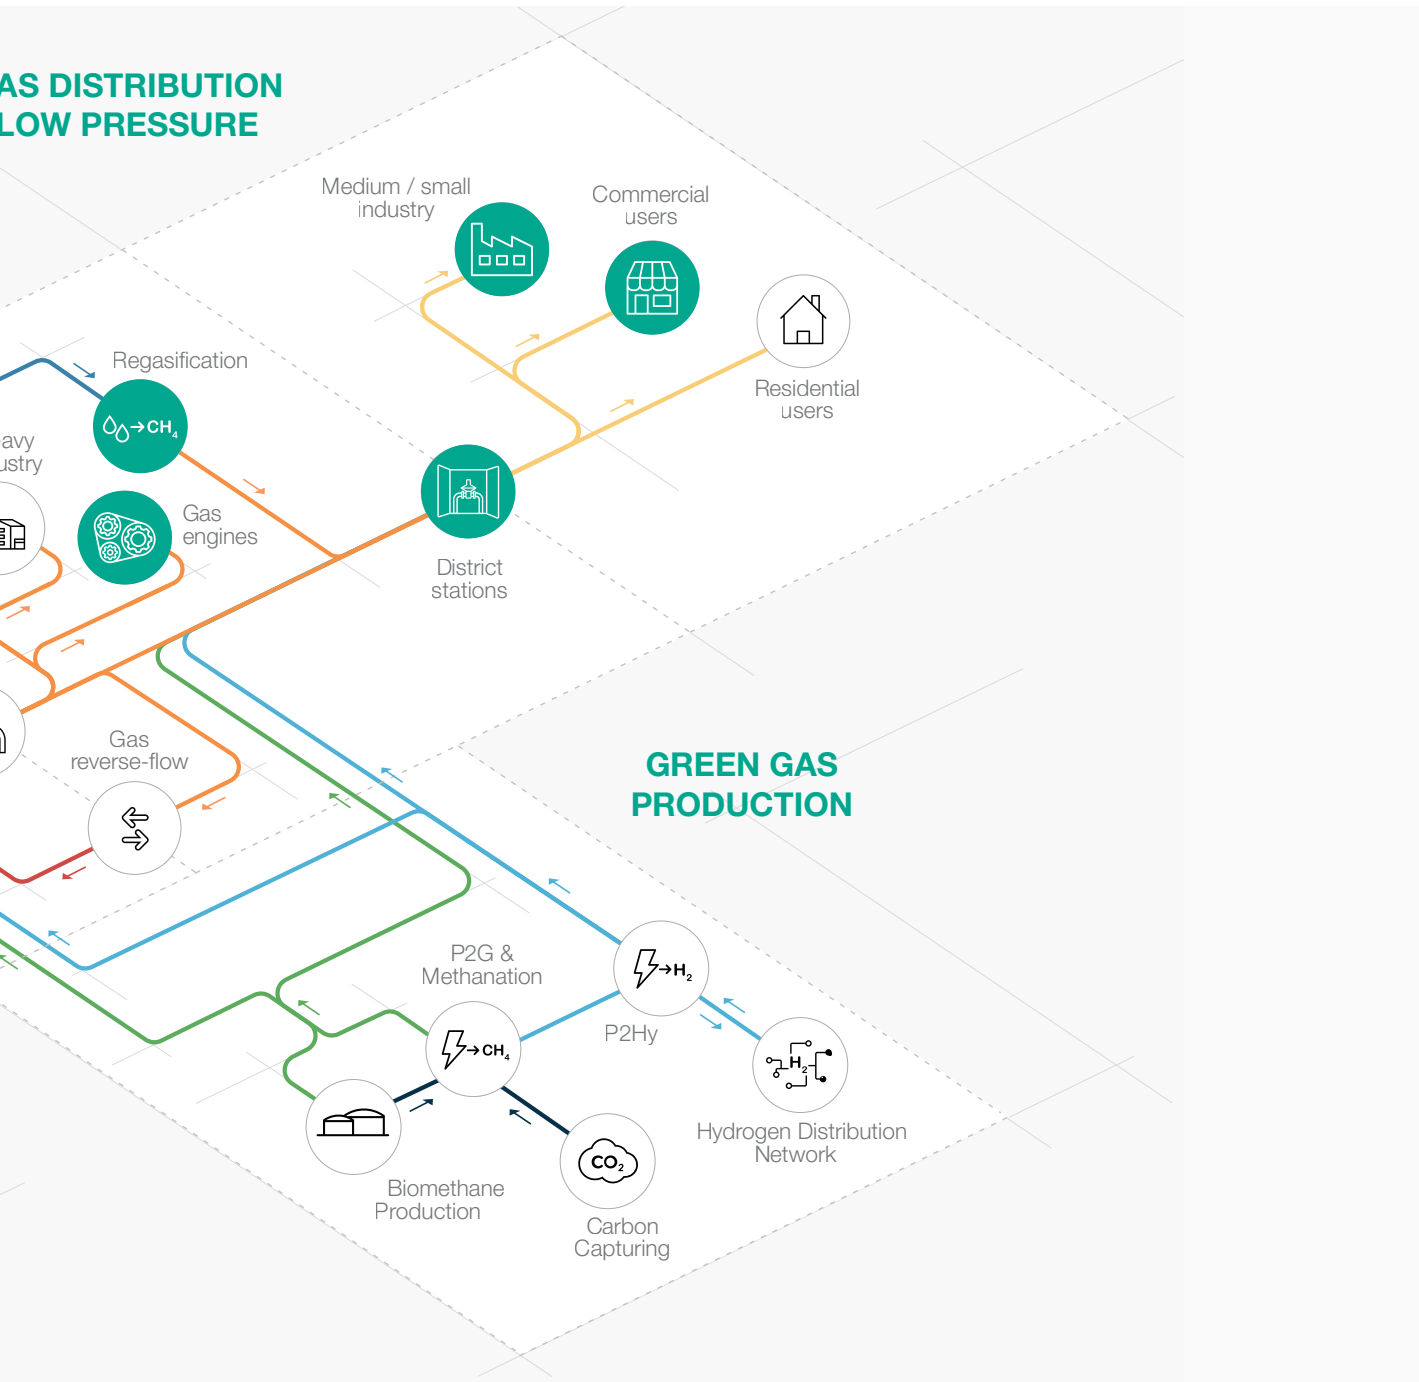 AS DISTRIBUTION
LOW PRESSURE
Medium / small
industry
Commercial
users
Residential
users
Regasification
→CH4
eavy
ustry
Gas
engines
District
stations
Gas
reverse-flow
GREEN GAS
PRODUCTION
P2G &
Methanation
→CH4
→H2
P2Hy
H2
Hydrogen Distribution
Network
CO2
Biomethane
Production
Carbon
Capturing